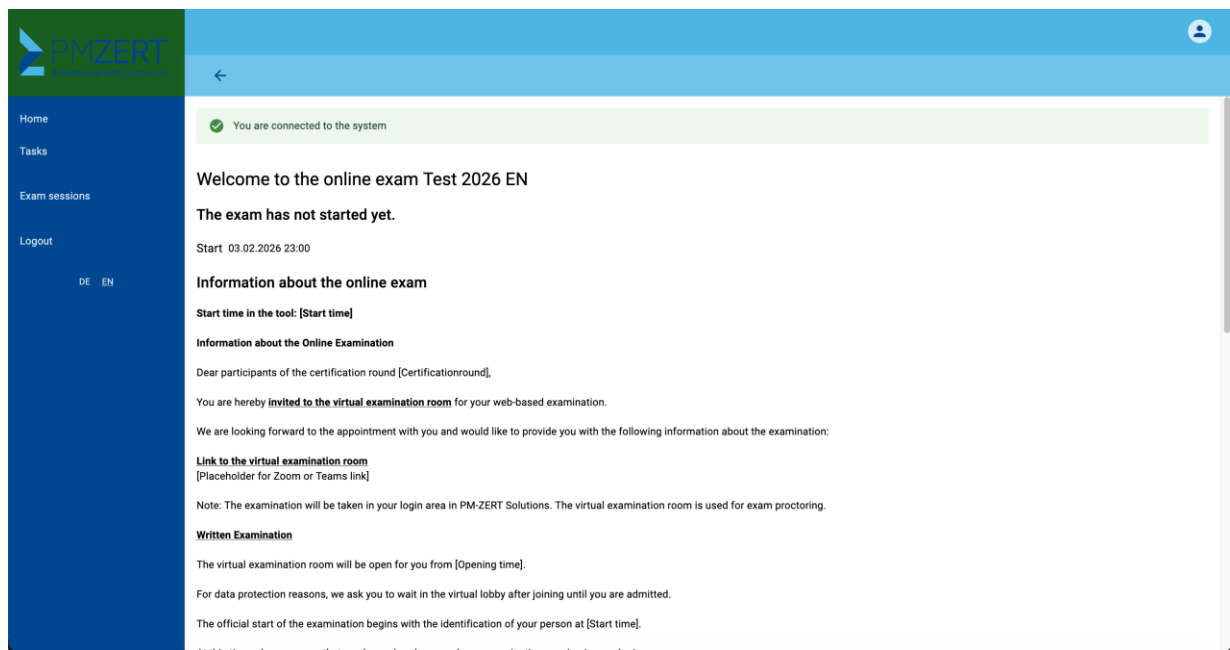 PMZERT
Home
Tasks
Exam sessions
Logout
DE EN
You are connected to the system
Welcome to the online exam Test 2026 EN
The exam has not started yet.
Start 03.02.2026 23:00
Information about the online exam
Start time in the tool: [Start time]
Information about the Online Examination
Dear participants of the certification round [Certificationround],
You are hereby invited to the virtual examination room for your web-based examination.
We are looking forward to the appointment with you and would like to provide you with the following information about the examination:
Link to the virtual examination room
[Placeholder for Zoom or Teams link]
Note: The examination will be taken in your login area in PM-ZERT Solutions. The virtual examination room is used for exam proctoring.
Written Examination
The virtual examination room will be open for you from [Opening time].
For data protection reasons, we ask you to wait in the virtual lobby after joining until you are admitted.
The official start of the examination begins with the identification of your person at [Start time].